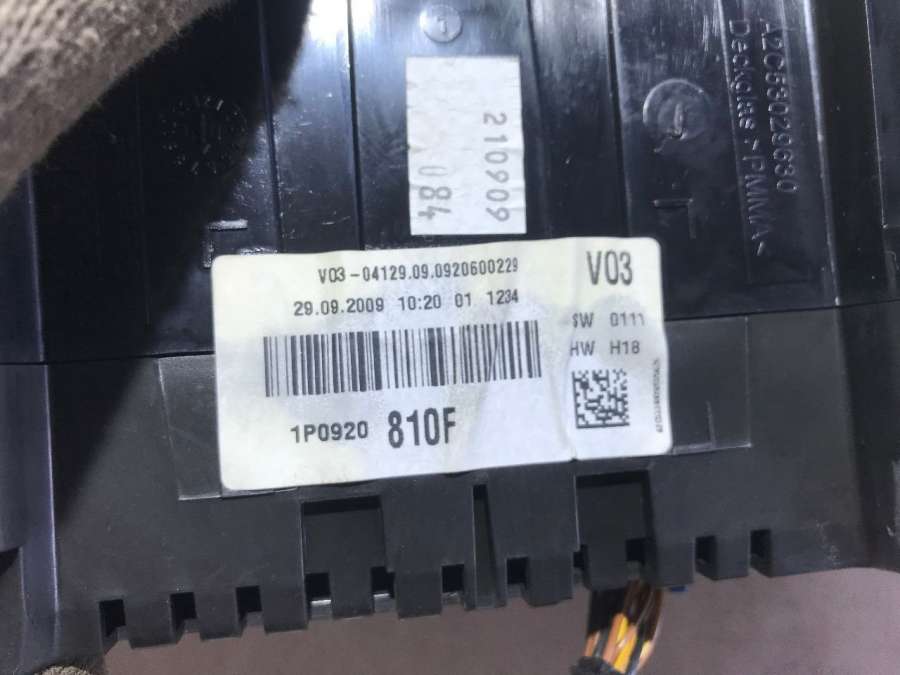 210909
084
A2C88029680
Deckglas >PMMA<
V03-04129.09.0920600229
29.09.2009 10:20 01 1234
V03
SW 0111
HW H18
1P0920 810F